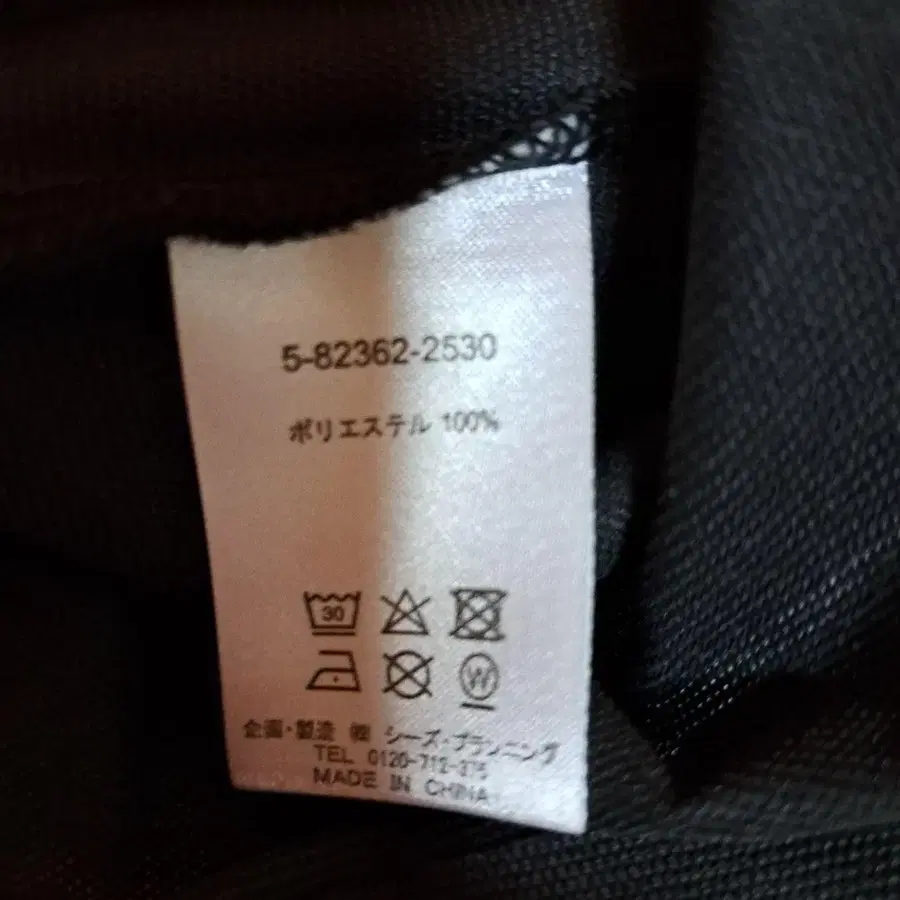 5-82362-2530
ポリエステル 100%
30
W
企画・製造 ㈱ シーズ・プランニング
TEL 0120-712-375
MADE IN CHINA